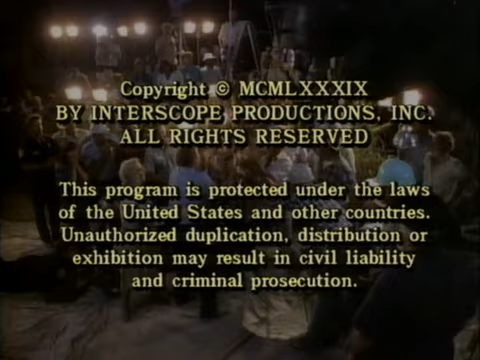 Copyright © MCMLXXXIX
BY INTERSCOPE PRODUCTIONS, INC.
ALL RIGHTS RESERVED
This program is protected under the laws
of the United States and other countries.
Unauthorized duplication, distribution or
exhibition may result in civil liability
and criminal prosecution.